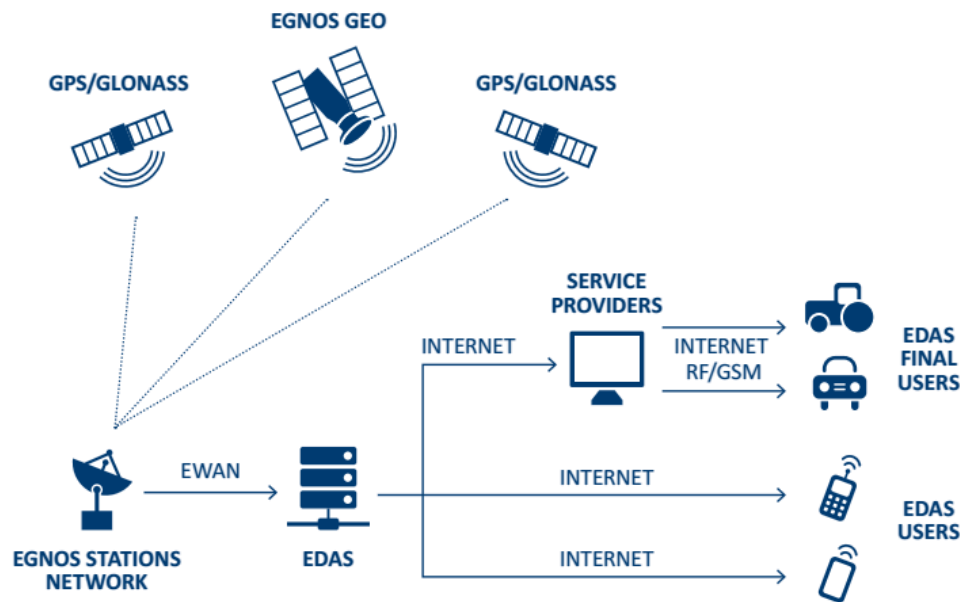 EGNOS GEO
GPS/GLONASS
GPS/GLONASS
SERVICE
PROVIDERS
INTERNET
INTERNET
RF/GSM
EDAS
FINAL
USERS
EWAN
INTERNET
EDAS
USERS
EGNOS STATIONS
NETWORK
EDAS
INTERNET